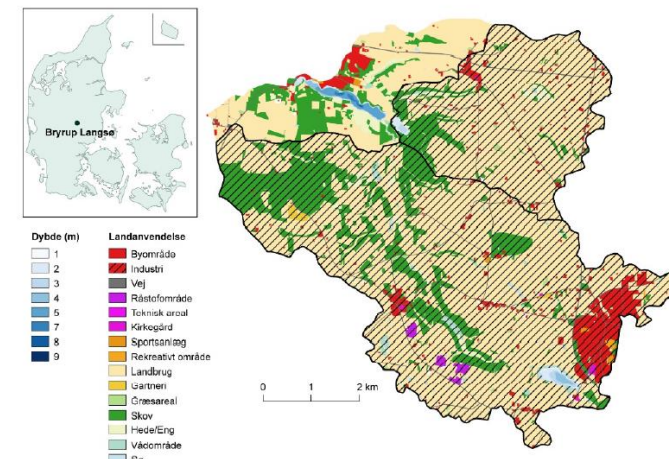 Bryrup Langsø
Dybde (m)
1
2
3
4
5
7
8
9
Landanvendelse
Byområde
Industri
Vej
Råstofområde
Teknisk areal
Kirkegård
Sportsanlæg
Rekreativt område
Landbrug
Gartneri
Græsareal
Skov
Hede/Eng
Vådområde
0 1 2 km